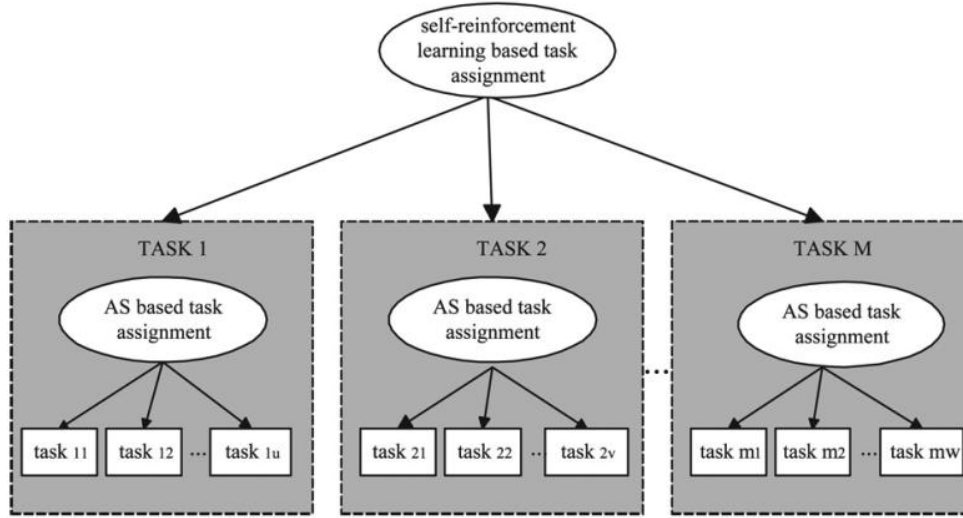 self-reinforcement
learning based task
assignment
TASK 1
AS based task
assignment
task 11
task 12
...
task 1u
TASK 2
AS based task
assignment
task 21
task 22
...
task 2v
...
TASK M
AS based task
assignment
task m1
task m2
...
task mw